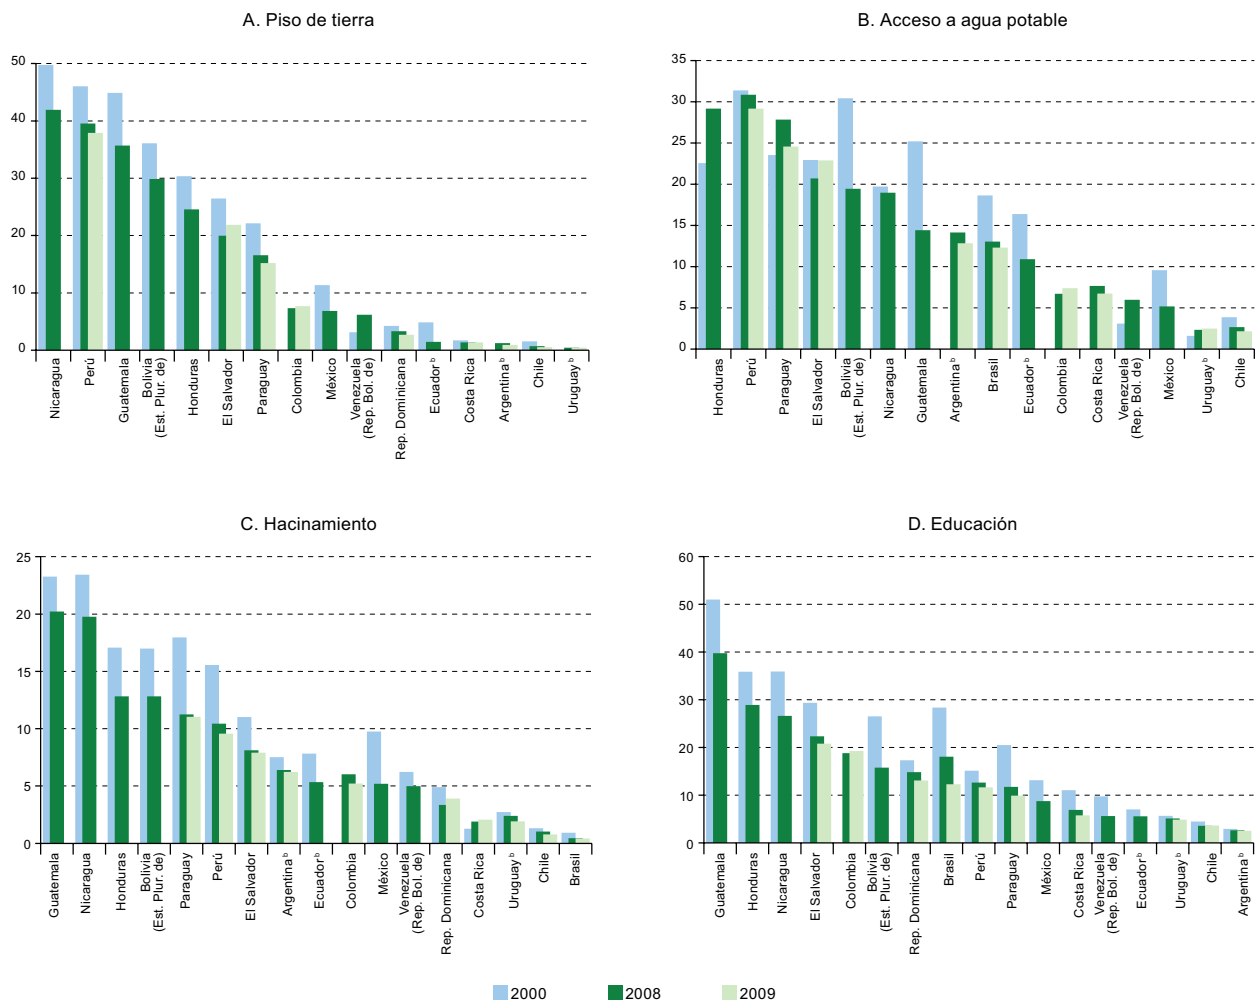 A. Piso de tierra
50
40
30
20
10
0
Nicaragua
Perú
Guatemala
Bolivia
(Est. Plur. de)
Honduras
El Salvador
Paraguay
Colombia
México
Venezuela
(Rep. Bol. de)
Rep. Dominicana
Ecuador b
Costa Rica
Argentina b
Chile
Uruguay b
B. Acceso a agua potable
35
30
25
20
15
10
5
0
Honduras
Perú
Paraguay
El Salvador
Bolivia
(Est. Plur. de)
Nicaragua
Guatemala
Argentina b
Brasil
Ecuador b
Colombia
Costa Rica
Venezuela
(Rep. Bol. de)
México
Uruguay b
Chile
C. Hacinamiento
25
20
15
10
5
0
Guatemala
Nicaragua
Honduras
Bolivia
(Est. Plur. de)
Paraguay
Perú
El Salvador
Argentina b
Ecuador b
Colombia
México
Venezuela
(Rep. Bol. de)
Rep. Dominicana
Costa Rica
Uruguay b
Chile
Brasil
D. Educación
60
50
40
30
20
10
0
Guatemala
Honduras
Nicaragua
El Salvador
Colombia
Bolivia
(Est. Plur. de)
Rep. Dominicana
Brasil
Perú
Paraguay
México
Costa Rica
Venezuela
(Rep. Bol. de)
Ecuador b
Uruguay b
Chile
Argentina b
2000
2008
2009